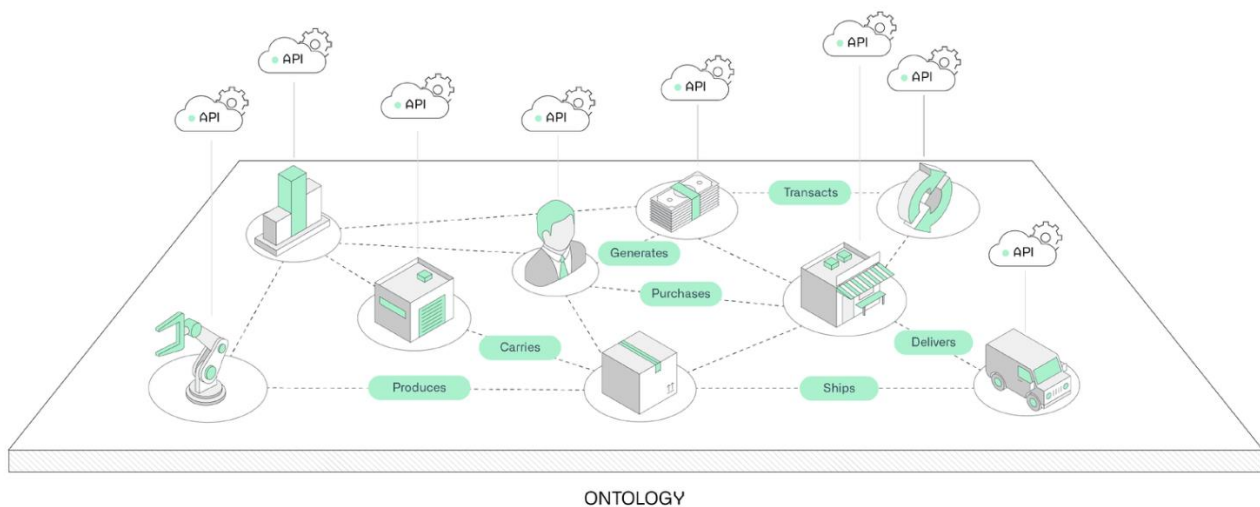 API
API
API
API
API
API
API
API
Transacts
Generates
Purchases
Carries
Delivers
Produces
Ships
ONTOLOGY